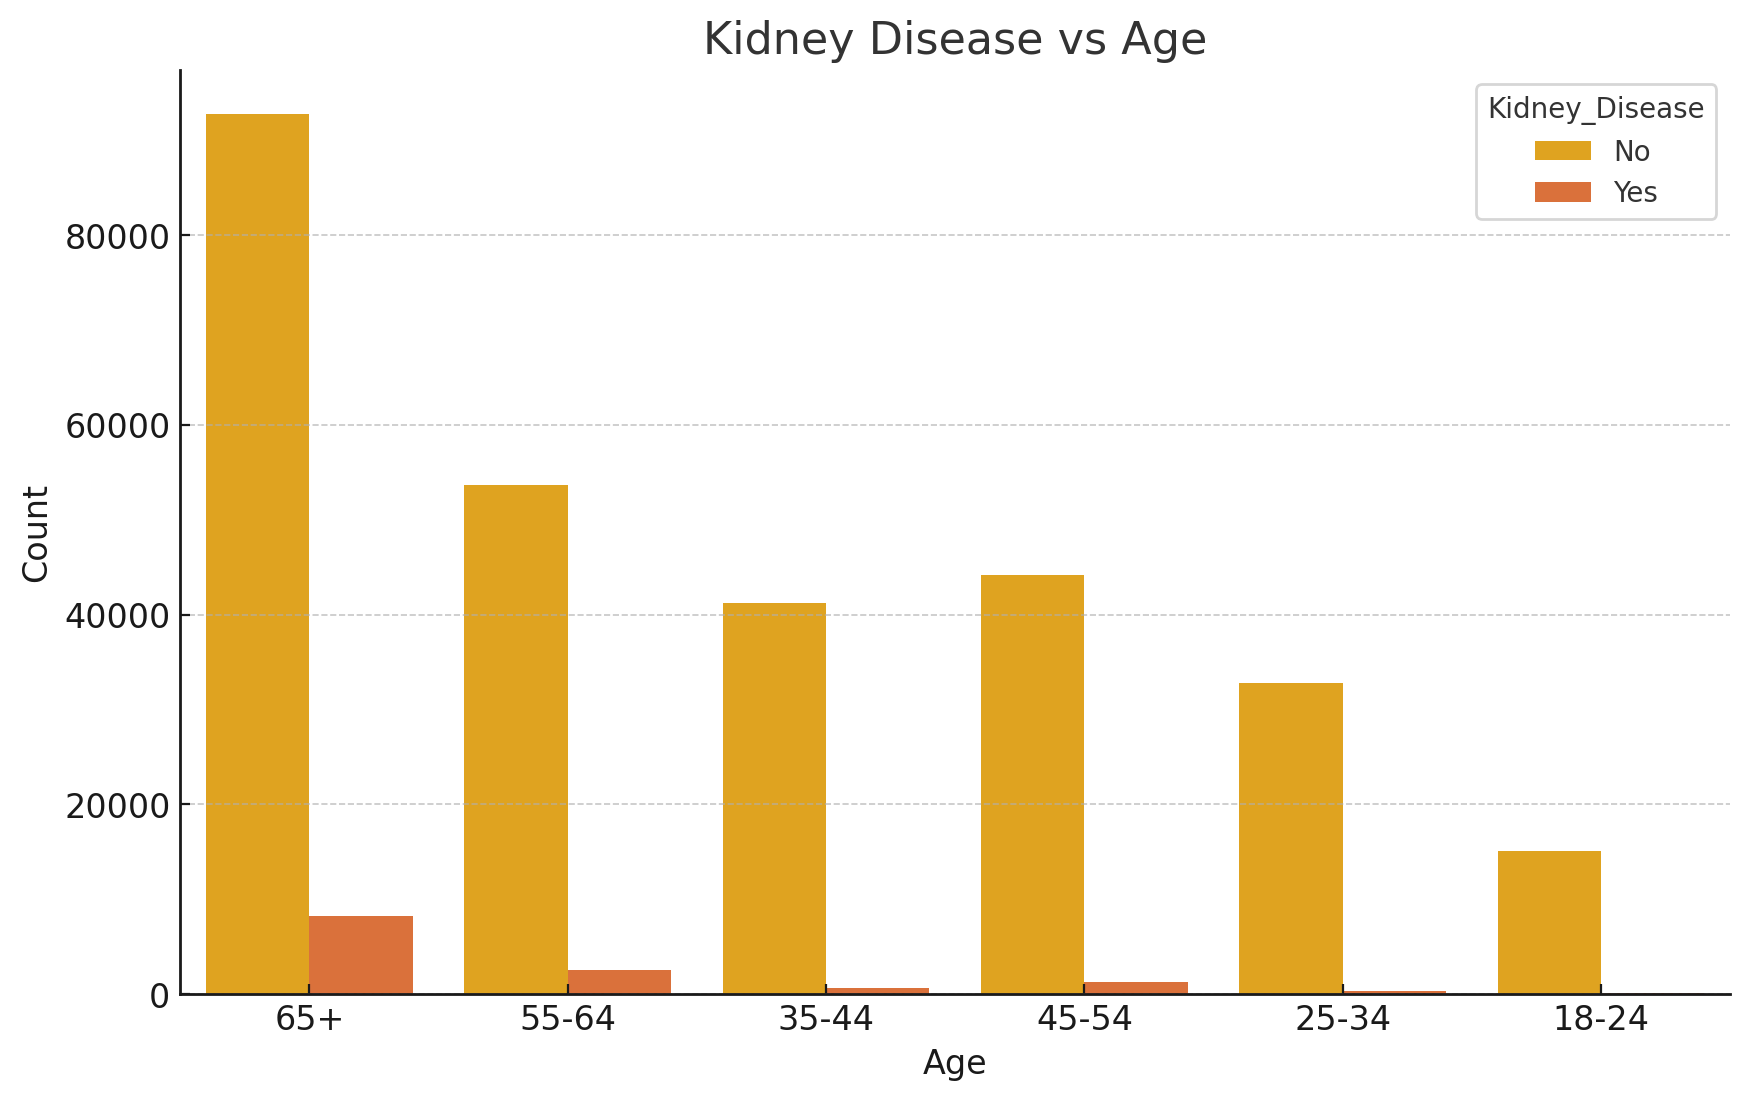 Kidney Disease vs Age
Kidney_Disease
No
Yes
80000
60000
40000
20000
0
Count
65+
55-64
35-44
45-54
25-34
18-24
Age